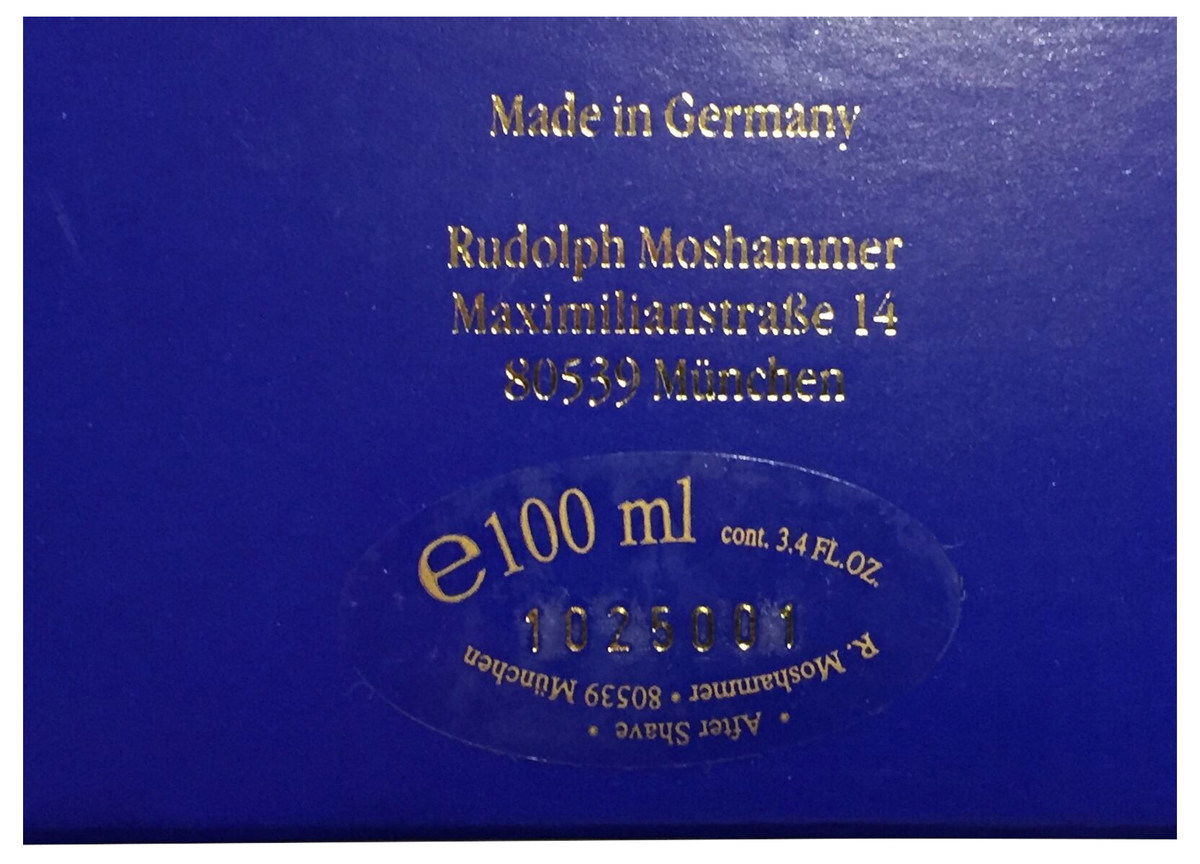 Made in Germany
Rudolph Moshammer
Maximilianstraße 14
80539 München
e 100 ml cont. 3,4 FL.OZ.
1025001
R. Moshammer • 80539 München
• After Shave •